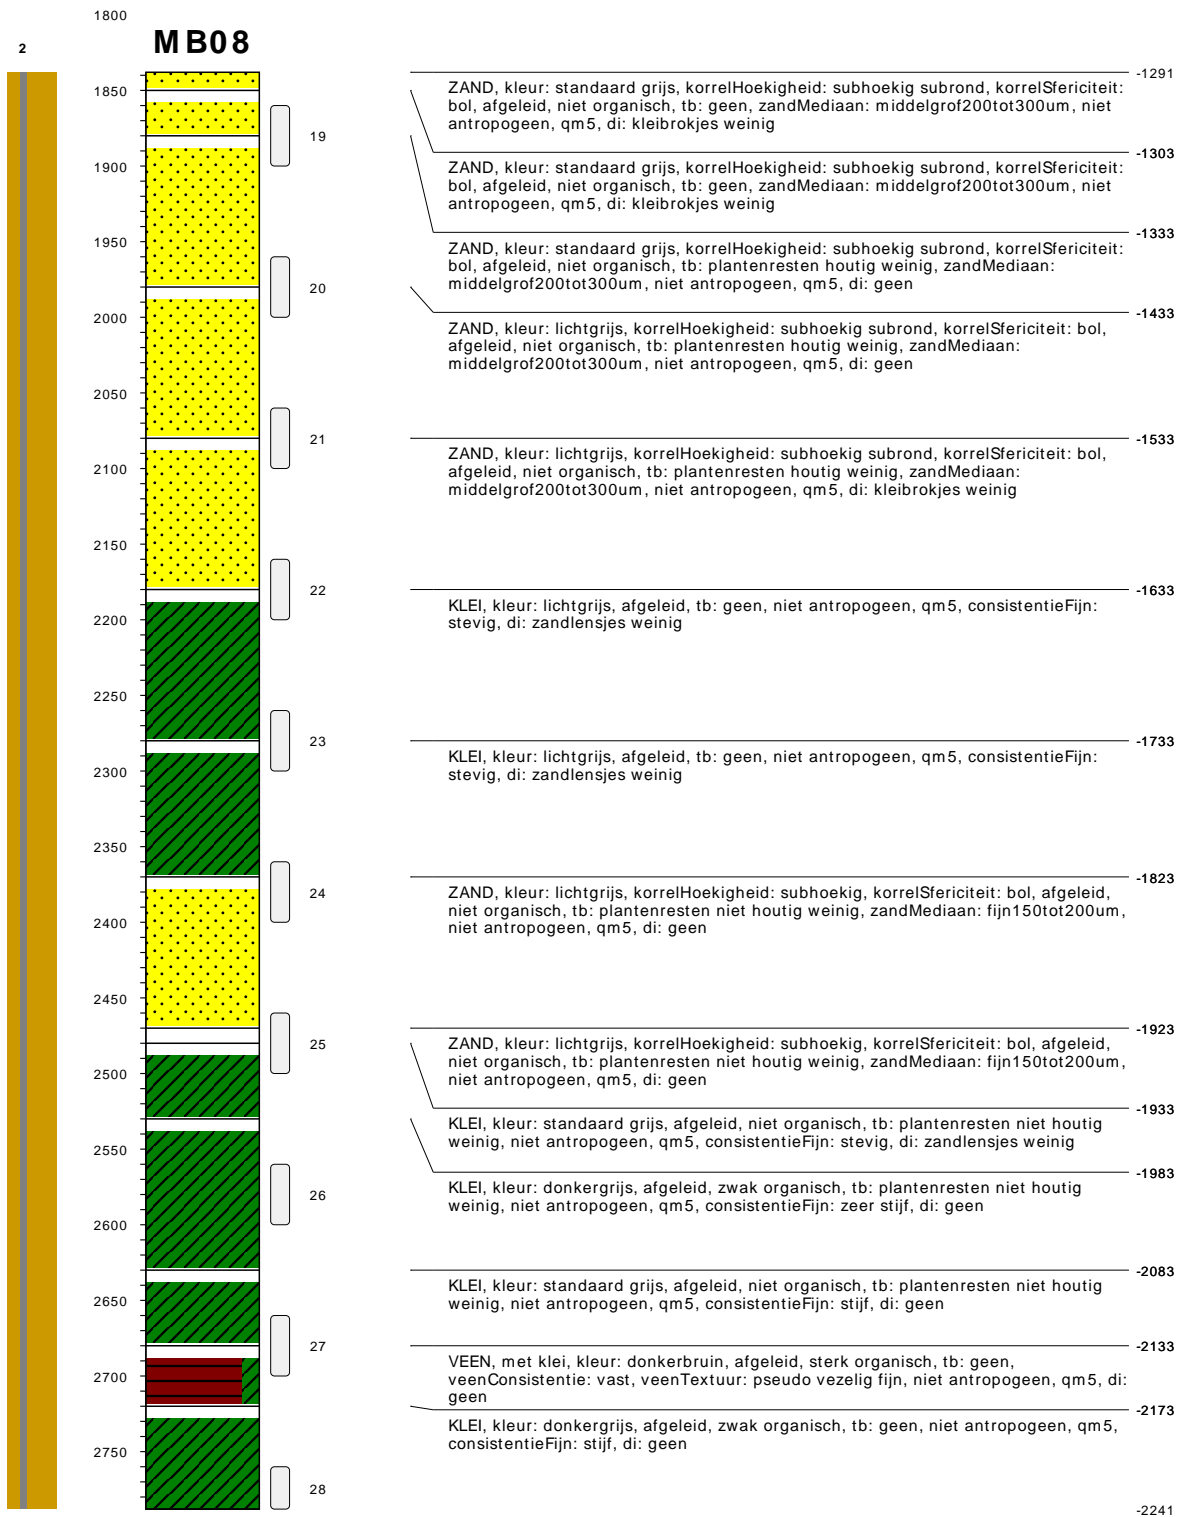 1800
MB08
2
-1291
ZAND, kleur: standaard grijs, korrelHoekigheid: subhoekig subrond, korrelSfericiteit:
bol, afgeleid, niet organisch, tb: geen, zandMediaan: middelgrof200tot300um, niet
antropogeen, qm5, di: kleibrokjes weinig
1850
19
-1303
ZAND, kleur: standaard grijs, korrelHoekigheid: subhoekig subrond, korrelSfericiteit:
bol, afgeleid, niet organisch, tb: geen, zandMediaan: middelgrof200tot300um, niet
antropogeen, qm5, di: kleibrokjes weinig
1900
-1333
ZAND, kleur: standaard grijs, korrelHoekigheid: subhoekig subrond, korrelSfericiteit:
bol, afgeleid, niet organisch, tb: plantenresten houtig weinig, zandMediaan:
middelgrof200tot300um, niet antropogeen, qm5, di: geen
1950
20
-1433
ZAND, kleur: lichtgrijs, korrelHoekigheid: subhoekig subrond, korrelSfericiteit: bol,
afgeleid, niet organisch, tb: plantenresten houtig weinig, zandMediaan:
middelgrof200tot300um, niet antropogeen, qm5, di: geen
2000
2050
21
-1533
ZAND, kleur: lichtgrijs, korrelHoekigheid: subhoekig subrond, korrelSfericiteit: bol,
afgeleid, niet organisch, tb: plantenresten houtig weinig, zandMediaan:
middelgrof200tot300um, niet antropogeen, qm5, di: kleibrokjes weinig
2100
2150
22
-1633
KLEI, kleur: lichtgrijs, afgeleid, tb: geen, niet antropogeen, qm5, consistentieFijn:
stevig, di: zandlensjes weinig
2200
2250
23
-1733
KLEI, kleur: lichtgrijs, afgeleid, tb: geen, niet antropogeen, qm5, consistentieFijn:
stevig, di: zandlensjes weinig
2300
2350
24
-1823
ZAND, kleur: lichtgrijs, korrelHoekigheid: subhoekig, korrelSfericiteit: bol, afgeleid,
niet organisch, tb: plantenresten niet houtig weinig, zandMediaan: fijn150tot200um,
niet antropogeen, qm5, di: geen
2400
2450
25
-1923
ZAND, kleur: lichtgrijs, korrelHoekigheid: subhoekig, korrelSfericiteit: bol, afgeleid,
niet organisch, tb: plantenresten niet houtig weinig, zandMediaan: fijn150tot200um,
niet antropogeen, qm5, di: geen
2500
-1933
KLEI, kleur: standaard grijs, afgeleid, niet organisch, tb: plantenresten niet houtig
weinig, niet antropogeen, qm5, consistentieFijn: stevig, di: zandlensjes weinig
2550
-1983
KLEI, kleur: donkergrijs, afgeleid, zwak organisch, tb: plantenresten niet houtig
weinig, niet antropogeen, qm5, consistentieFijn: zeer stijf, di: geen
26
2600
-2083
KLEI, kleur: standaard grijs, afgeleid, niet organisch, tb: plantenresten niet houtig
weinig, niet antropogeen, qm5, consistentieFijn: stijf, di: geen
2650
27
-2133
VEEN, met klei, kleur: donkerbruin, afgeleid, sterk organisch, tb: geen,
veenConsistentie: vast, veenTextuur: pseudo vezelig fijn, niet antropogeen, qm5, di:
geen
2700
-2173
KLEI, kleur: donkergrijs, afgeleid, zwak organisch, tb: geen, niet antropogeen, qm5,
consistentieFijn: stijf, di: geen
2750
28
-2241